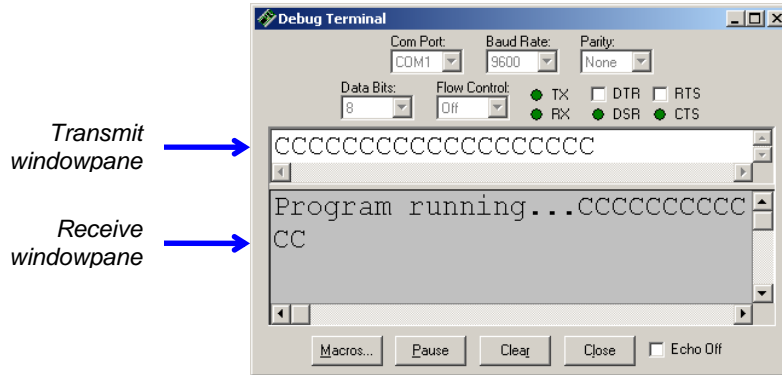 Debug Terminal
Com Port: Baud Rate: Parity:
COM1 9600 None
Data Bits: Flow Control: TX DTR RTS
8 Off RX DSR CTS
Transmit
windowpane
CCCCCCCCCCCCCCCCCCC
Receive
windowpane
Program running...CCCCCCCCCC
CC
Macros... Pause Clear Close Echo Off